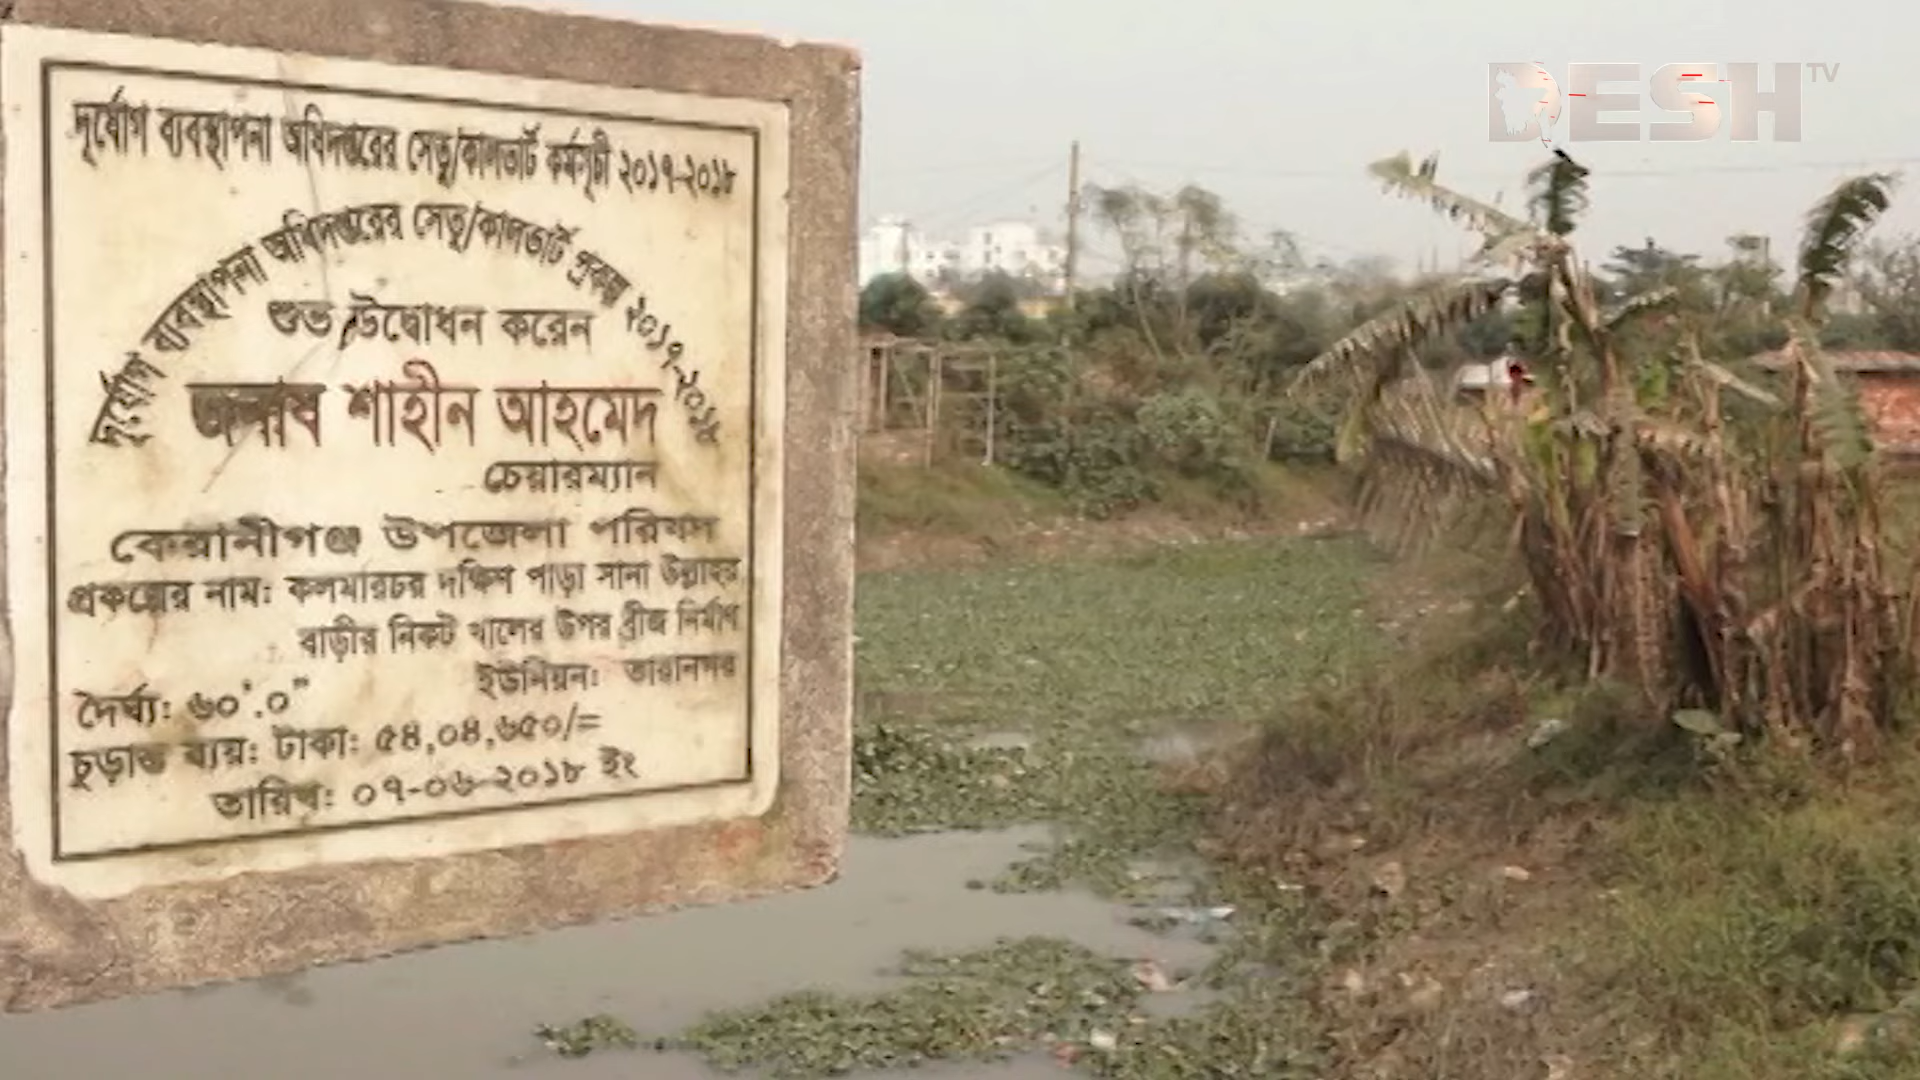 দূর্যোগ ব্যবস্থাপনা অধিদপ্তরের সেতু/কালভার্ট কর্মসূচী ২০১৭-২০১৮
দূর্যোগ ব্যবস্থাপনা অধিদপ্তরের সেতু/কালভার্ট প্রকল্প ২০১৭-২০১৮
শুভ উদ্বোধন করেন
জনাব শাহীন আহমেদ
চেয়ারম্যান
কেরানীগঞ্জ উপজেলা পরিষদ
প্রকল্পের নাম: কলমারচর দক্ষিণ পাড়া সানা উল্লাহর
বাড়ীর নিকট খালের উপর ব্রীজ নির্মাণ
ইউনিয়ন: তারানগর
দৈর্ঘ্য: ৬০'.০"
চুড়ান্ত ব্যয়: টাকা: ৫৪,০৪,৬৫০/=
তারিখ: ০৭-০৬-২০১৮ ইং
DESH TV